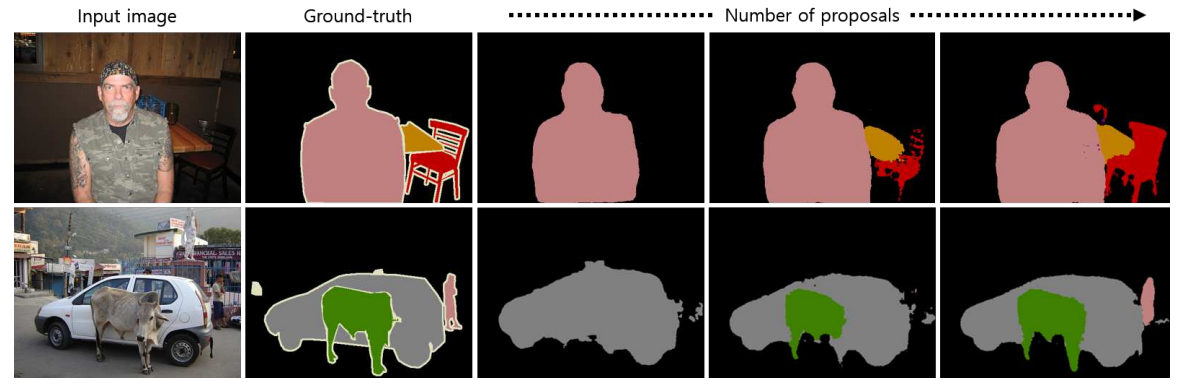 Input image
Ground-truth
Number of proposals